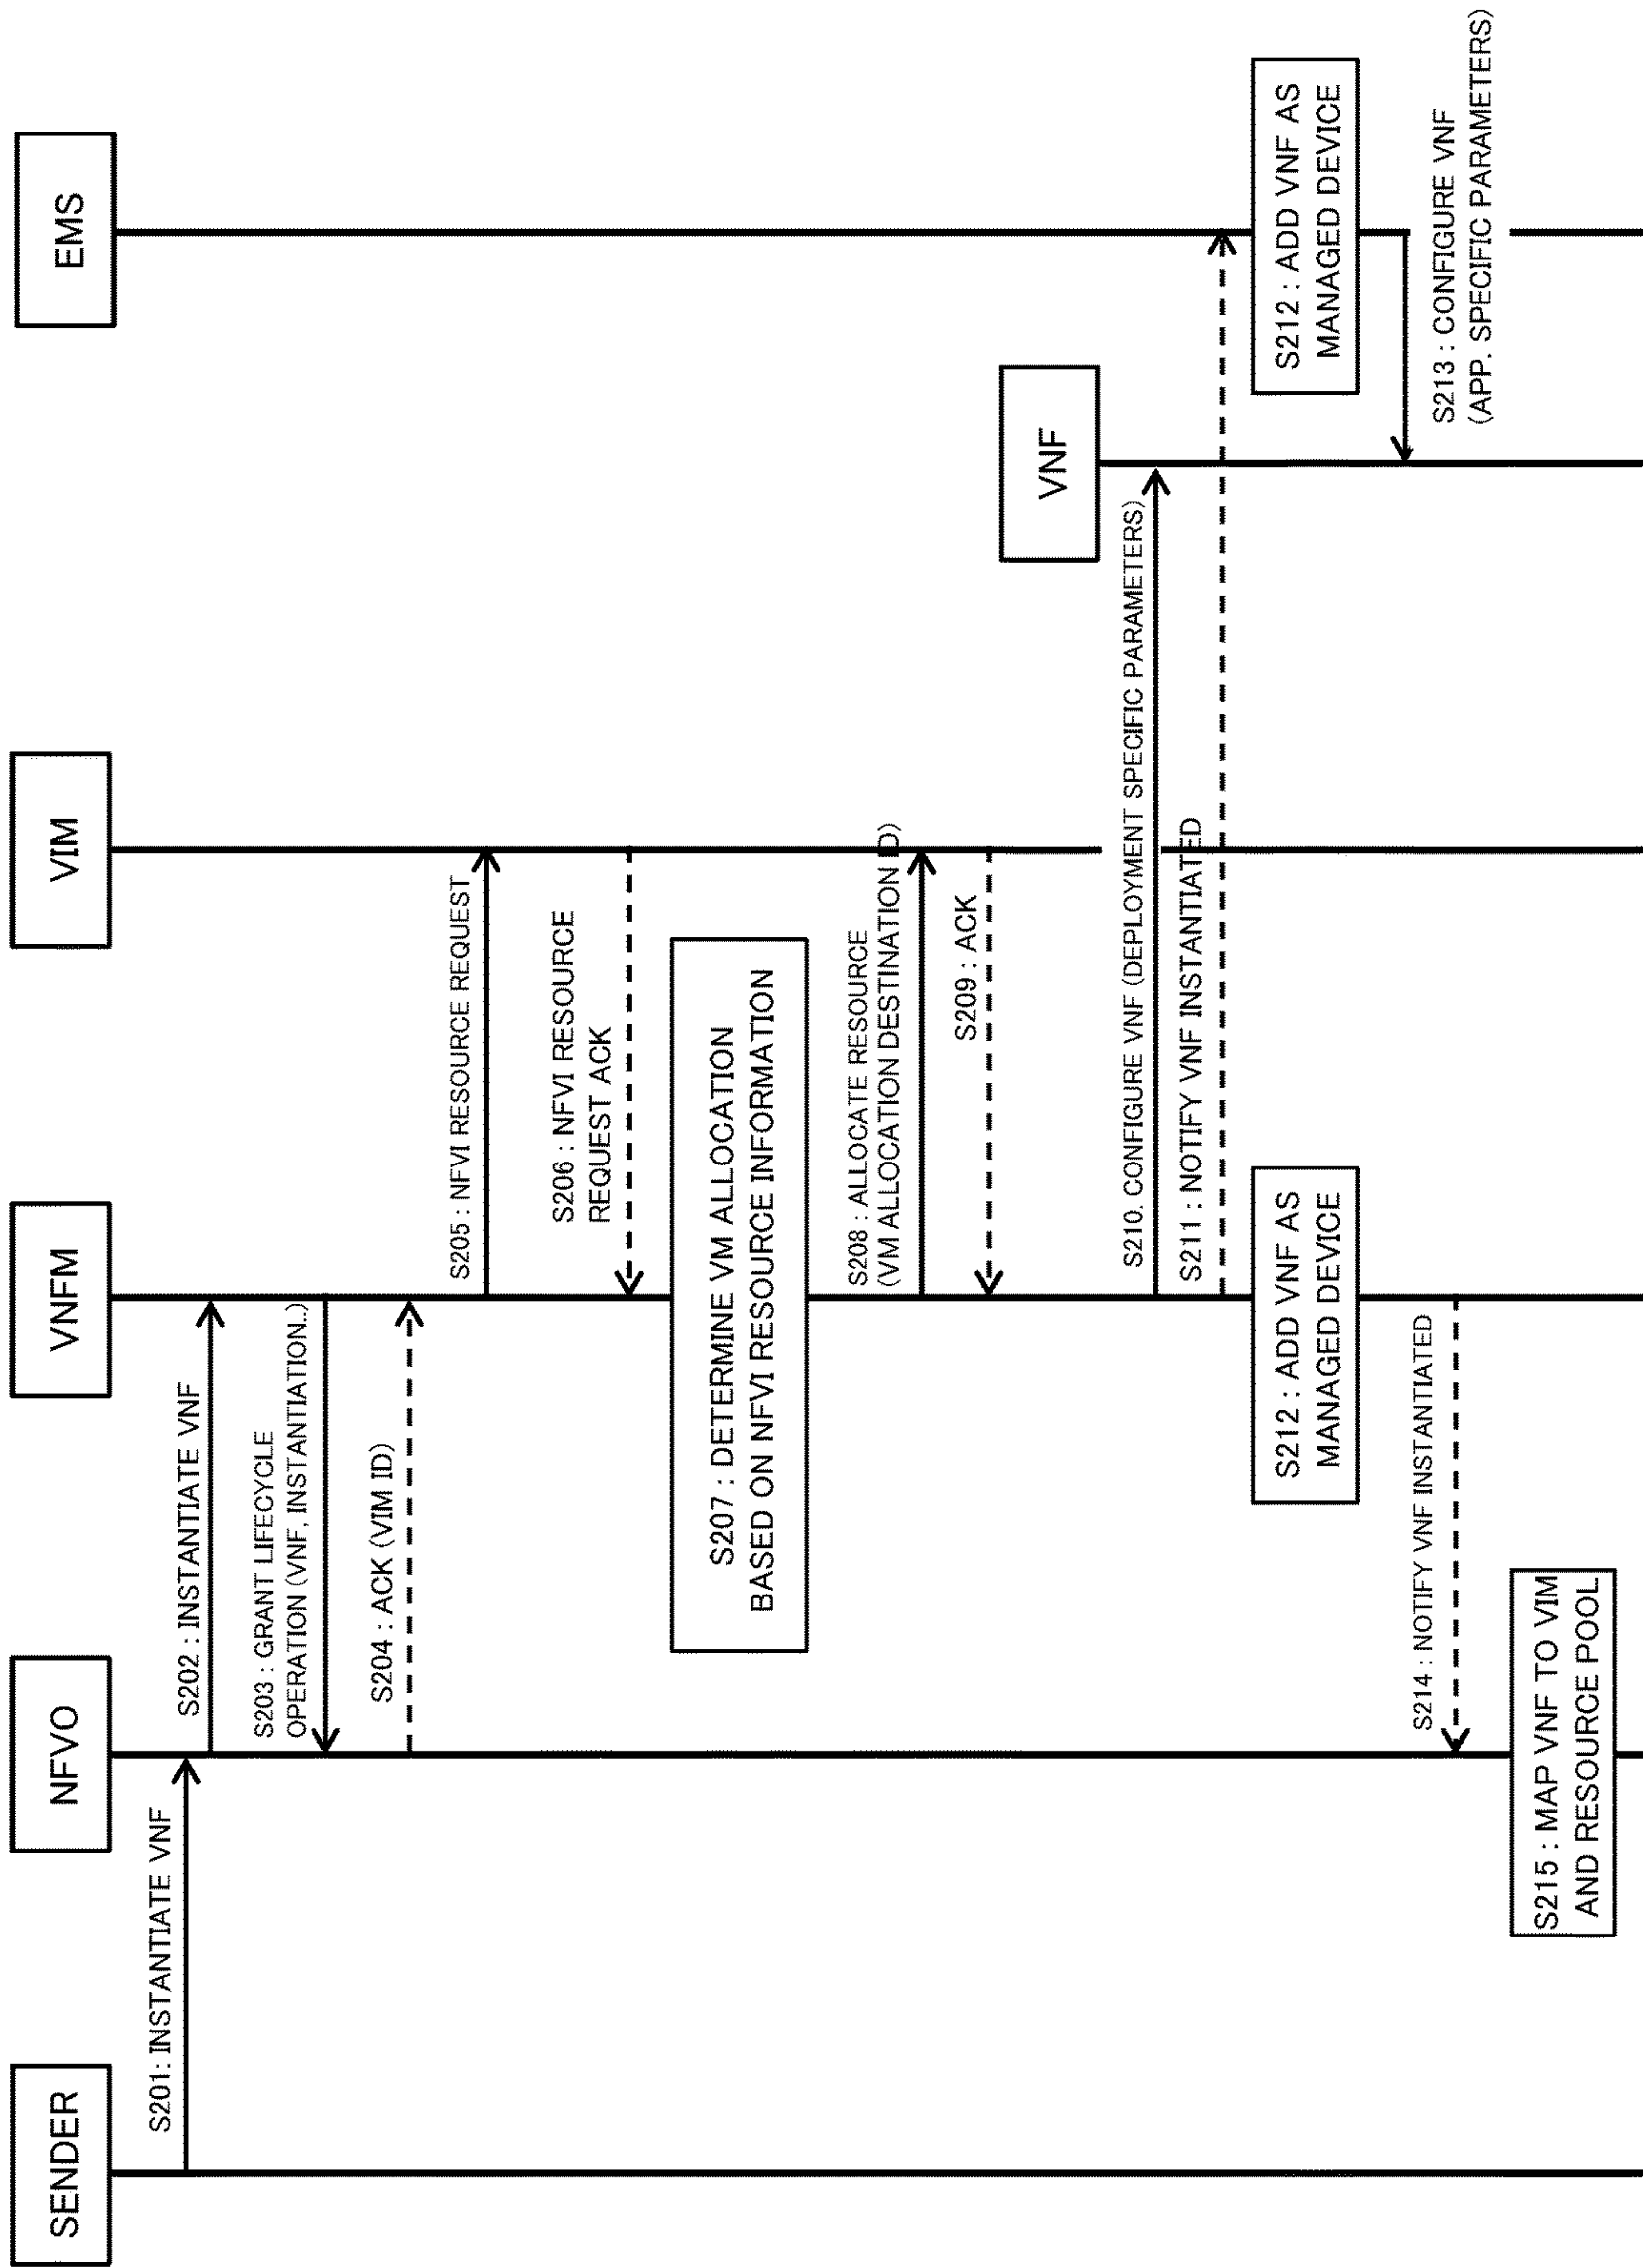 SENDER
NFVO
VNFM
VIM
VNF
EMS
S201: INSTANTIATE VNF
S202 : INSTANTIATE VNF
S203 : GRANT LIFECYCLE
OPERATION (VNF, INSTANTIATION..)
S204 : ACK (VIM ID)
S205 : NFVI RESOURCE REQUEST
S206 : NFVI RESOURCE
REQUEST ACK
S207 : DETERMINE VM ALLOCATION
BASED ON NFVI RESOURCE INFORMATION
S208 : ALLOCATE RESOURCE
(VM ALLOCATION DESTINATION ID)
S209 : ACK
S210. CONFIGURE VNF (DEPLOYMENT SPECIFIC PARAMETERS)
S211 : NOTIFY VNF INSTANTIATED
S212 : ADD VNF AS
MANAGED DEVICE
S212 : ADD VNF AS
MANAGED DEVICE
S213 : CONFIGURE VNF
(APP. SPECIFIC PARAMETERS)
S214 : NOTIFY VNF INSTANTIATED
S215 : MAP VNF TO VIM
AND RESOURCE POOL